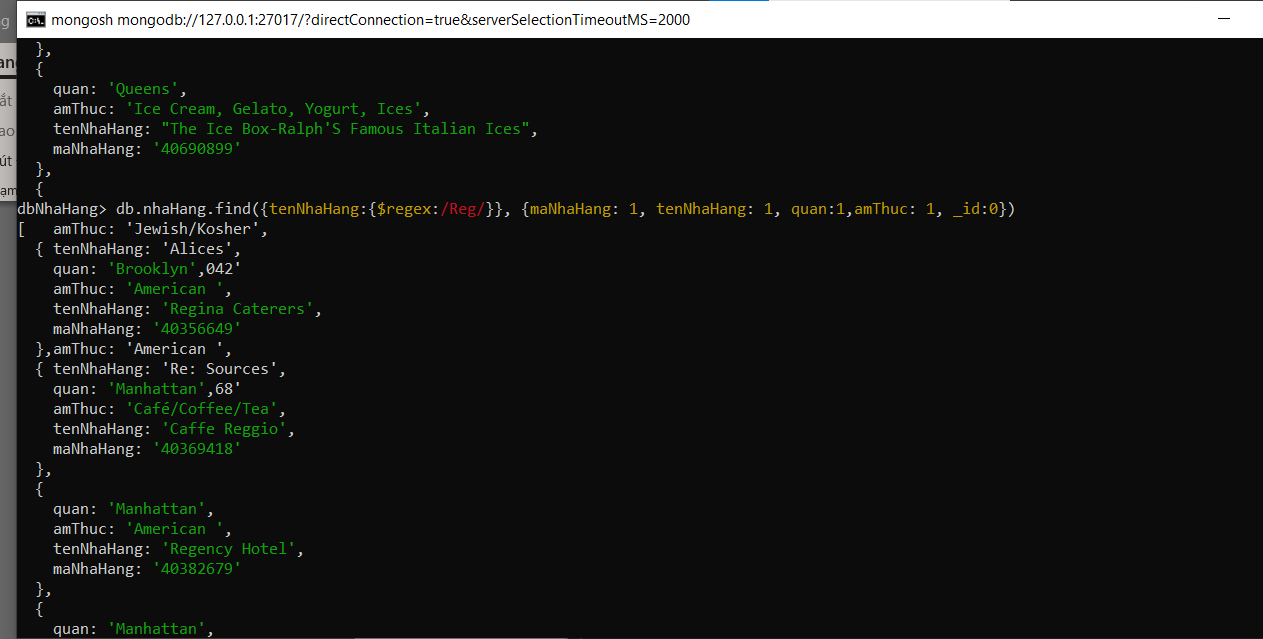 mongosh mongodb://127.0.0.1:27017/?directConnection=true&serverSelectionTimeoutMS=2000
  },
  {
    quan: 'Queens',
    amThuc: 'Ice Cream, Gelato, Yogurt, Ices',
    tenNhaHang: "The Ice Box-Ralph'S Famous Italian Ices",
    maNhaHang: '40690899'
  },
  {
dbNhaHang> db.nhaHang.find({tenNhaHang:{$regex:/Reg/}}, {maNhaHang: 1, tenNhaHang: 1, quan:1,amThuc: 1, _id:0})
[   amThuc: 'Jewish/Kosher',
  { tenNhaHang: 'Alices',
    quan: 'Brooklyn',042'
    amThuc: 'American ',
    tenNhaHang: 'Regina Caterers',
    maNhaHang: '40356649'
  },amThuc: 'American ',
  { tenNhaHang: 'Re: Sources',
    quan: 'Manhattan',68'
    amThuc: 'Café/Coffee/Tea',
    tenNhaHang: 'Caffe Reggio',
    maNhaHang: '40369418'
  },
  {
    quan: 'Manhattan',
    amThuc: 'American ',
    tenNhaHang: 'Regency Hotel',
    maNhaHang: '40382679'
  },
  {
    quan: 'Manhattan',